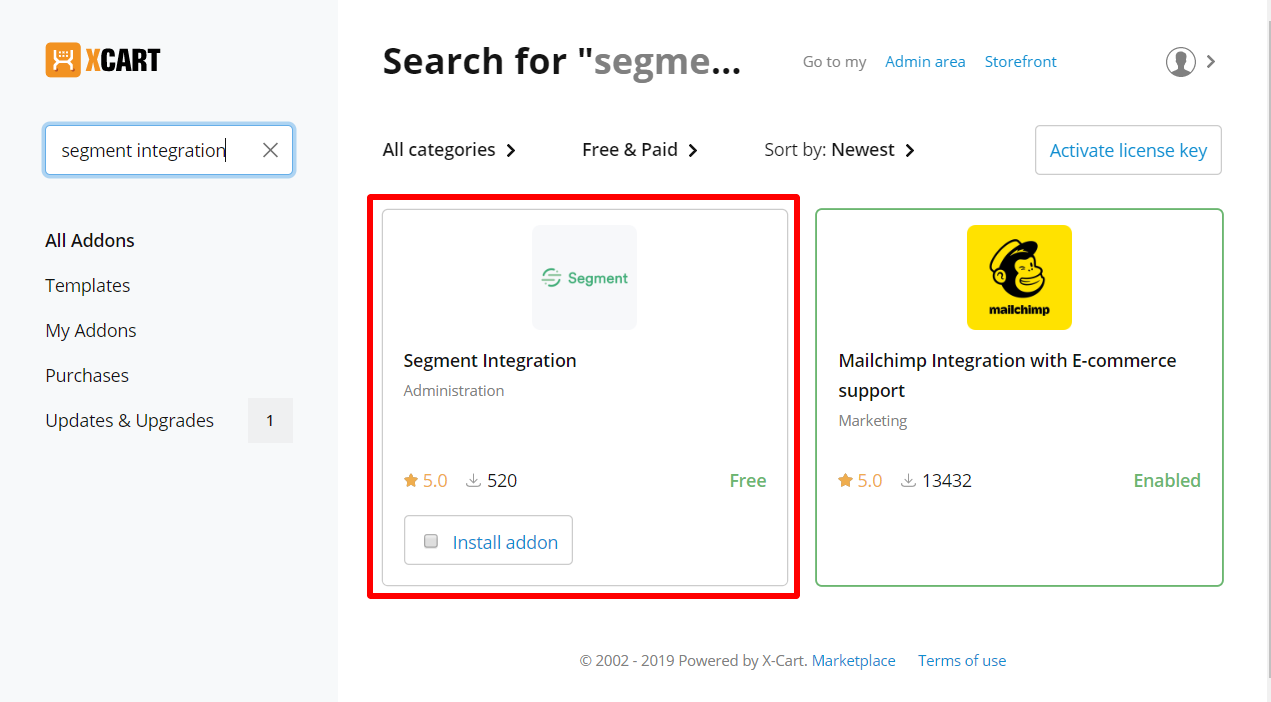 XCART
Search for "segme...
Go to my Admin area Storefront
segment integration
All categories
Free & Paid
Sort by: Newest
Activate license key
All Addons
Templates
My Addons
Purchases
Updates & Upgrades 1
Segment
Segment Integration
Administration
5.0 520 Free
Install addon
mailchimp
Mailchimp Integration with E-commerce
support
Marketing
5.0 13432 Enabled
© 2002 - 2019 Powered by X-Cart. Marketplace Terms of use